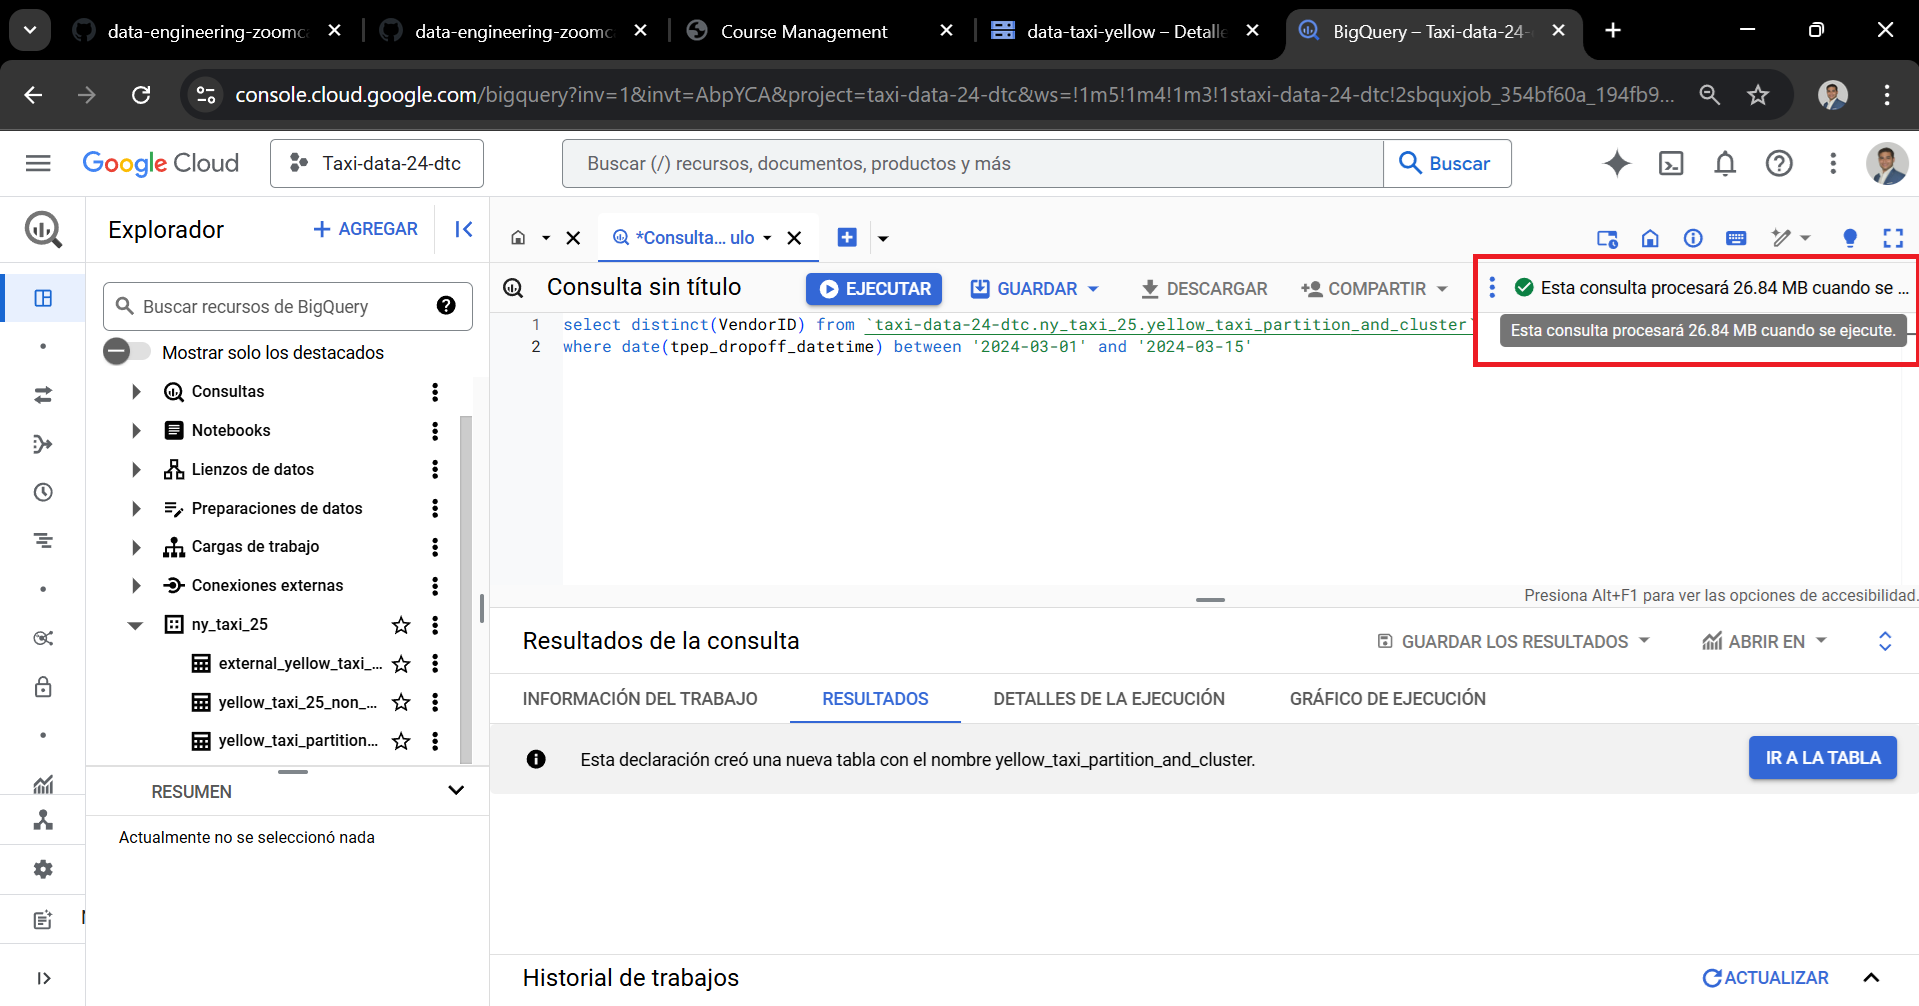 data-engineering-zoomc
data-engineering-zoomc
Course Management
data-taxi-yellow – Detalle
BigQuery – Taxi-data-24-
console.cloud.google.com/bigquery?inv=1&invt=AbpYCA&project=taxi-data-24-dtc&ws=!1m5!1m4!1m3!1staxi-data-24-dtc!2sbquxjob_354bf60a_194fb9...
Google Cloud
Taxi-data-24-dtc
Buscar (/) recursos, documentos, productos y más
Buscar
Explorador
+ AGREGAR
*Consulta... ulo
Buscar recursos de BigQuery
Consulta sin título
EJECUTAR
GUARDAR
DESCARGAR
COMPARTIR
Esta consulta procesará 26.84 MB cuando se ...
Esta consulta procesará 26.84 MB cuando se ejecute.
1 select distinct(VendorID) from `taxi-data-24-dtc.ny_taxi_25.yellow_taxi_partition_and_cluster`
2 where date(tpep_dropoff_datetime) between '2024-03-01' and '2024-03-15'
Mostrar solo los destacados
Consultas
Notebooks
Lienzos de datos
Preparaciones de datos
Cargas de trabajo
Conexiones externas
ny_taxi_25
external_yellow_taxi_...
yellow_taxi_25_non_...
yellow_taxi_partition...
RESUMEN
Actualmente no se seleccionó nada
Presiona Alt+F1 para ver las opciones de accesibilidad.
Resultados de la consulta
GUARDAR LOS RESULTADOS
ABRIR EN
INFORMACIÓN DEL TRABAJO
RESULTADOS
DETALLES DE LA EJECUCIÓN
GRÁFICO DE EJECUCIÓN
Esta declaración creó una nueva tabla con el nombre yellow_taxi_partition_and_cluster.
IR A LA TABLA
Historial de trabajos
ACTUALIZAR